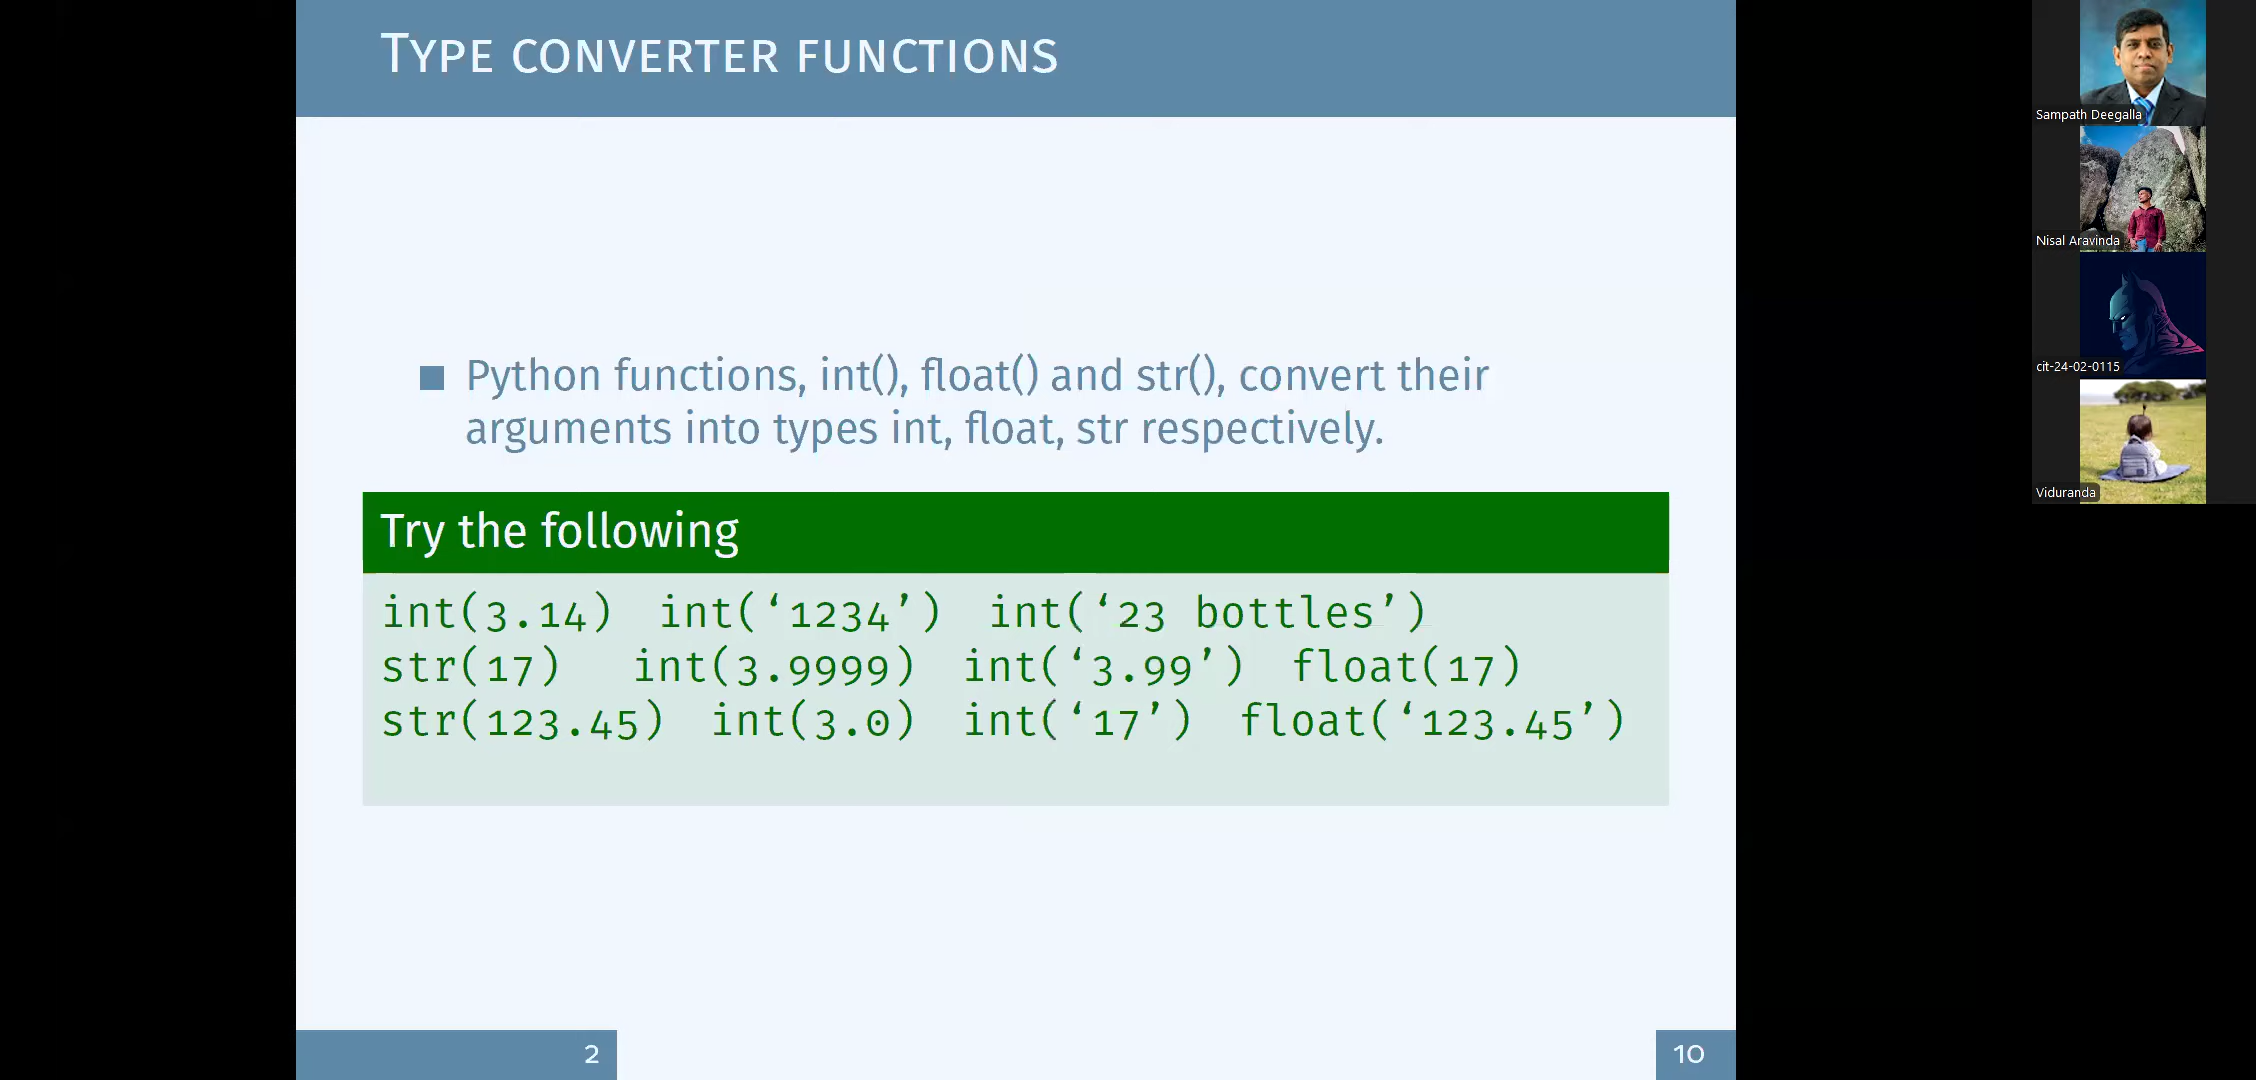 TYPE CONVERTER FUNCTIONS
Python functions, int(), float() and str(), convert their
arguments into types int, float, str respectively.
Try the following
int(3.14) int(‘1234’) int(‘23 bottles’)
str(17) int(3.9999) int(‘3.99’) float(17)
str(123.45) int(3.0) int(‘17’) float(‘123.45’)
2
10
Sampath Deegalla
Nisal Aravinda
cit-24-02-0115
Viduranda